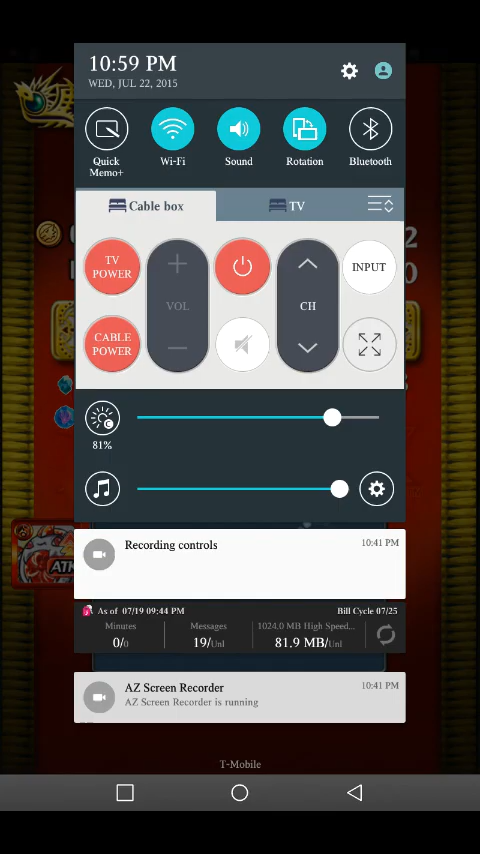 10:59 PM
WED, JUL 22, 2015
Quick
Memo+
Wi-Fi
Sound
Rotation
Bluetooth
Cable box
TV
TV
POWER
VOL
CH
INPUT
CABLE
POWER
81%
Recording controls
10:41 PM
As of 07/19 09:44 PM
Bill Cycle 07/25
Minutes
Messages
1024.0 MB High Speed...
0/0
19/Unl
81.9 MB/Unl
AZ Screen Recorder
10:41 PM
AZ Screen Recorder is running
T-Mobile